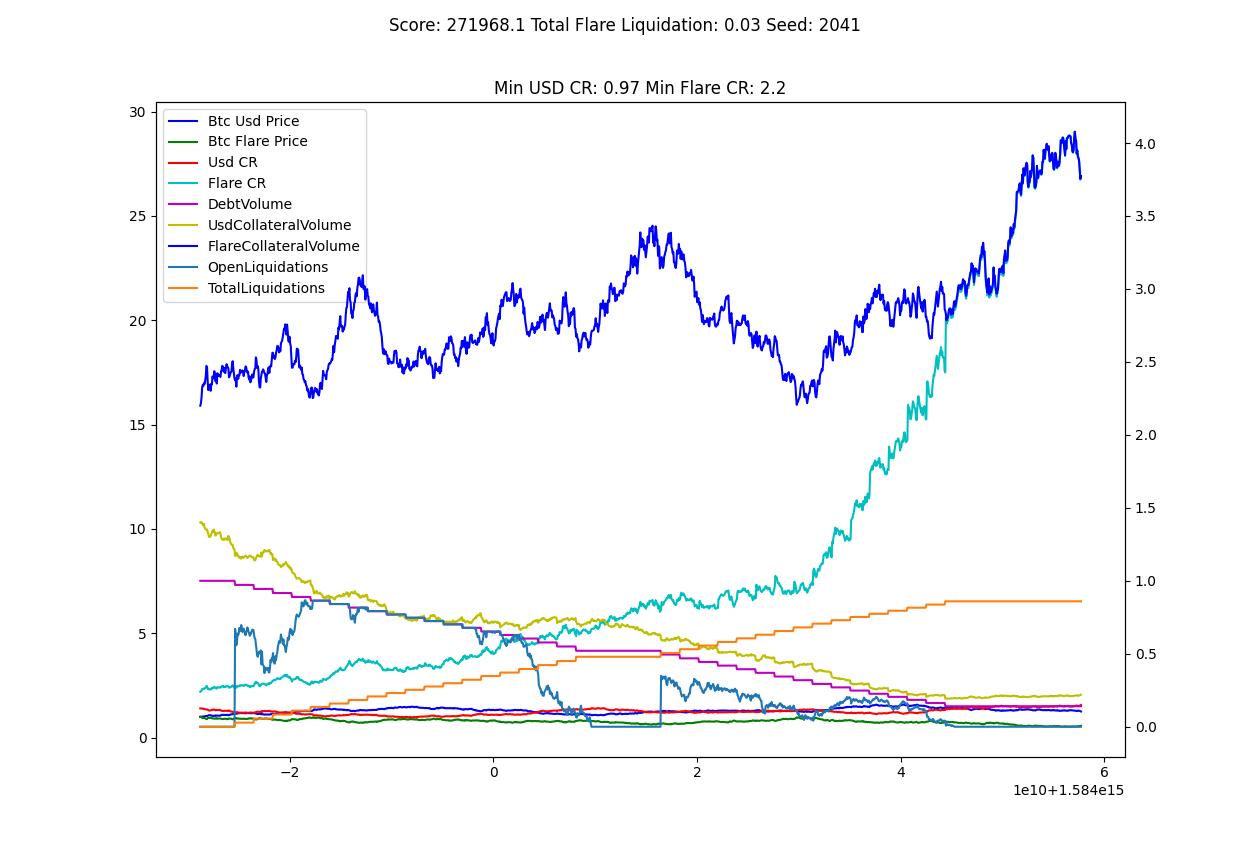 Score: 271968.1 Total Flare Liquidation: 0.03 Seed: 2041
Min USD CR: 0.97 Min Flare CR: 2.2
30
25
20
15
10
5
0
Btc Usd Price
Btc Flare Price
Usd CR
Flare CR
DebtVolume
UsdCollateralVolume
FlareCollateralVolume
OpenLiquidations
TotalLiquidations
4.0
3.5
3.0
2.5
2.0
1.5
1.0
0.5
0.0
−2 0 2 4 6
1e10+1.584e15